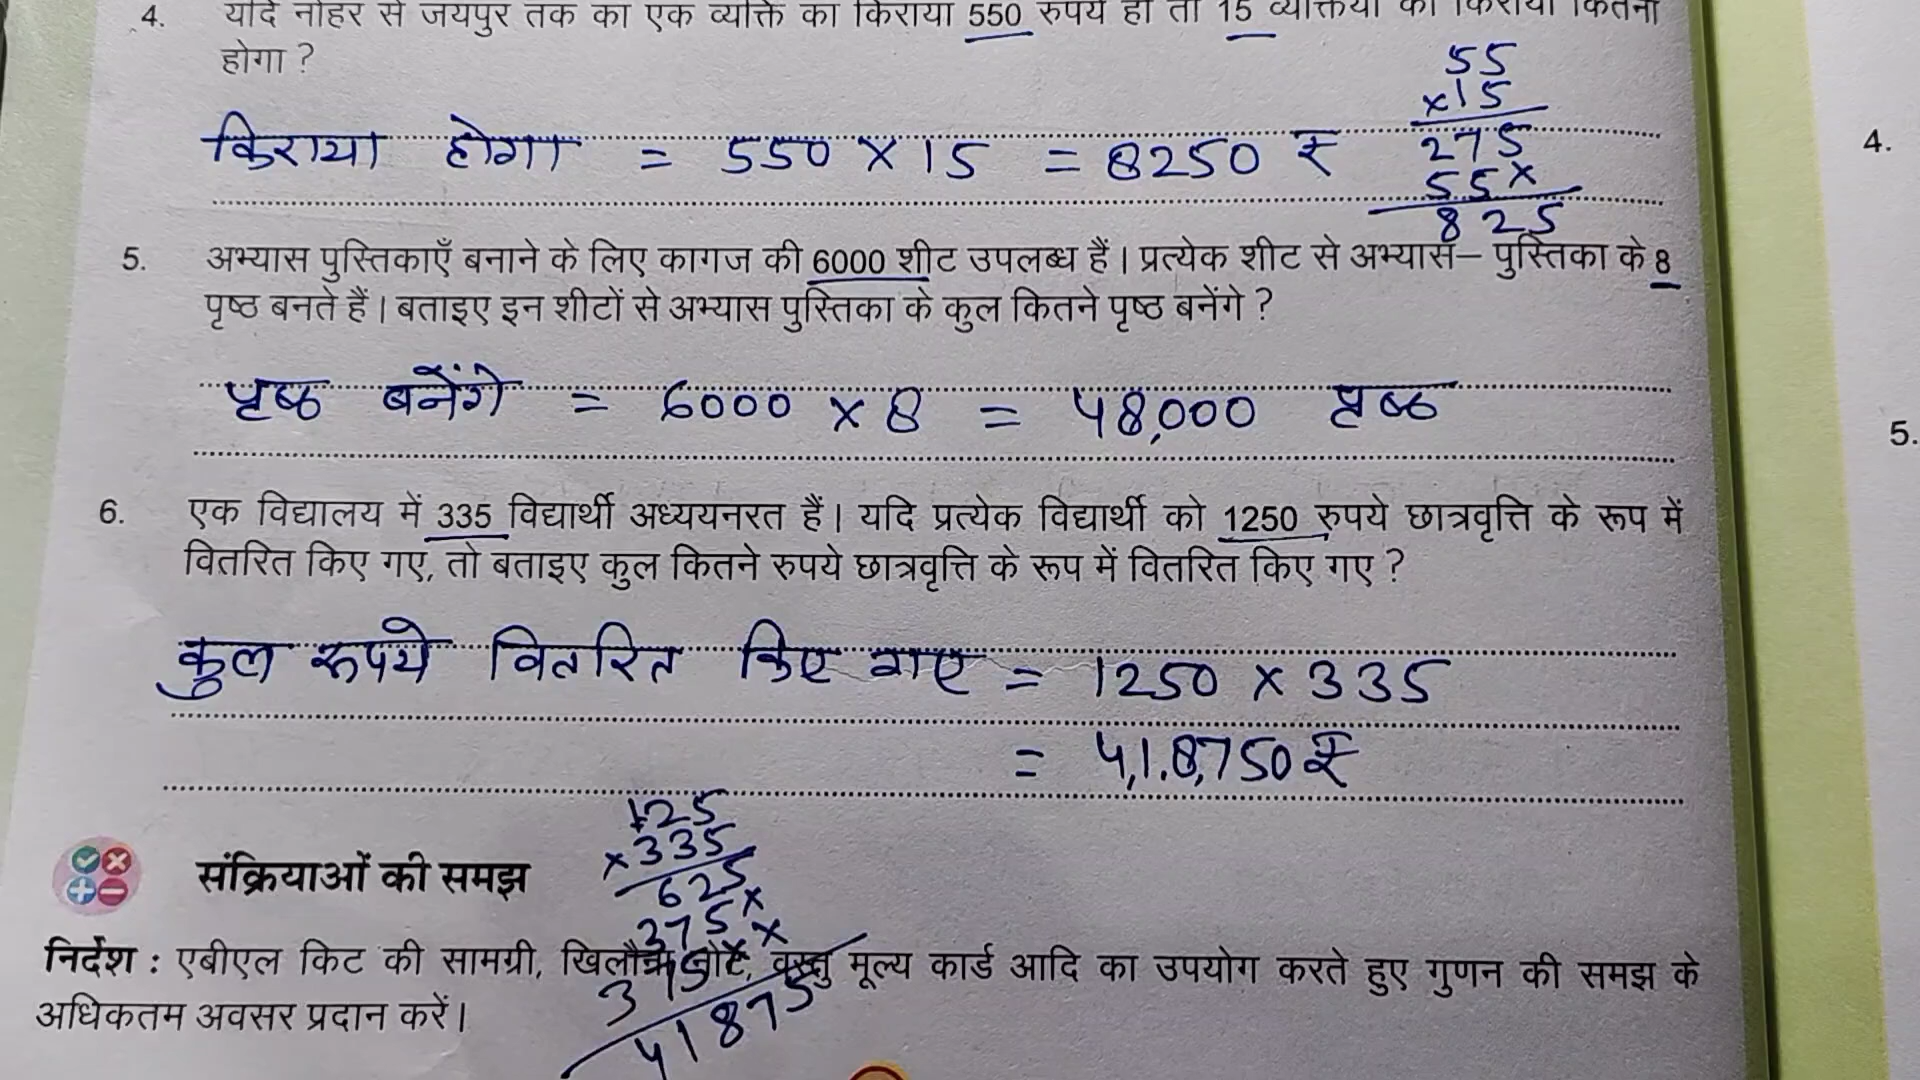 4. यदि नोहर से जयपुर तक का एक व्यक्ति का किराया 550 रुपये हो तो 15 व्यक्तियों का किराया कितना
होगा ?
55
×15
275
55×
825
किराया होगा = 550 × 15 = 8250 ₹
4.
5. अभ्यास पुस्तिकाएँ बनाने के लिए कागज की 6000 शीट उपलब्ध हैं। प्रत्येक शीट से अभ्यास– पुस्तिका के 8
पृष्ठ बनते हैं। बताइए इन शीटों से अभ्यास पुस्तिका के कुल कितने पृष्ठ बनेंगे ?
पृष्ठ बनेंगे = 6000 × 8 = 48,000 पृष्ठ
5.
6. एक विद्यालय में 335 विद्यार्थी अध्ययनरत हैं। यदि प्रत्येक विद्यार्थी को 1250 रुपये छात्रवृत्ति के रूप में
वितरित किए गए, तो बताइए कुल कितने रुपये छात्रवृत्ति के रूप में वितरित किए गए ?
कुल रूपये वितरित किए गए = 1250 × 335
= 4,18,750 ₹
125
×335
625
375×
375××
41875
संक्रियाओं की समझ
निर्देश : एबीएल किट की सामग्री, खिलौना नोट, वस्तु मूल्य कार्ड आदि का उपयोग करते हुए गुणन की समझ के
अधिकतम अवसर प्रदान करें।